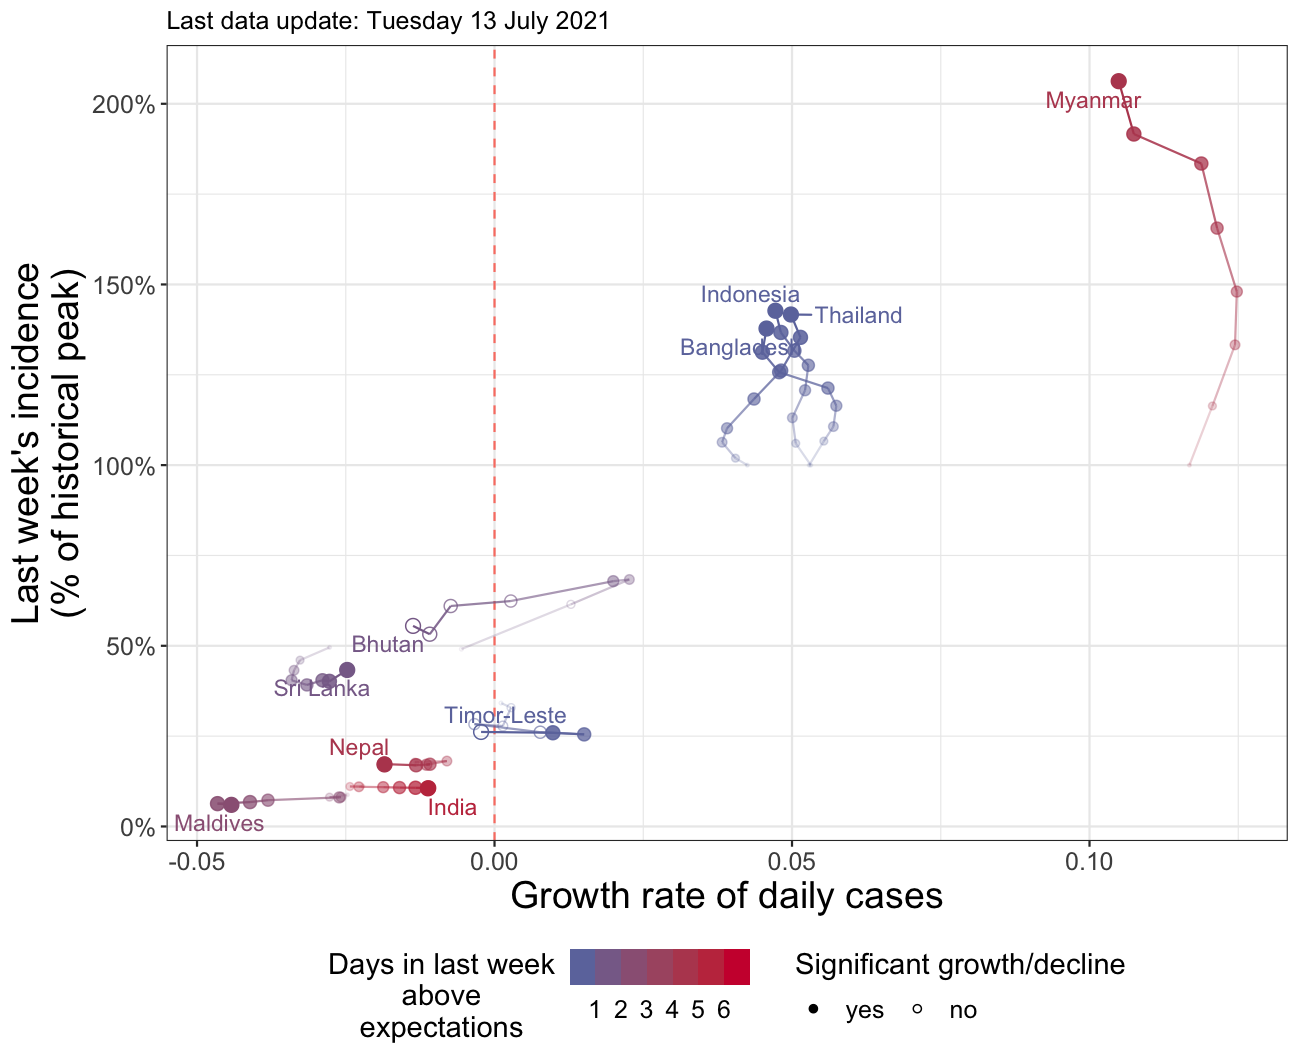 Last data update: Tuesday 13 July 2021
Last week's incidence
(% of historical peak)
200%
150%
100%
50%
0%
Myanmar
Indonesia
Thailand
Bangladesh
Bhutan
Sri Lanka
Timor-Leste
Nepal
India
Maldives
-0.05
0.00
0.05
0.10
Growth rate of daily cases
Days in last week
above
expectations
1 2 3 4 5 6
Significant growth/decline
yes
no